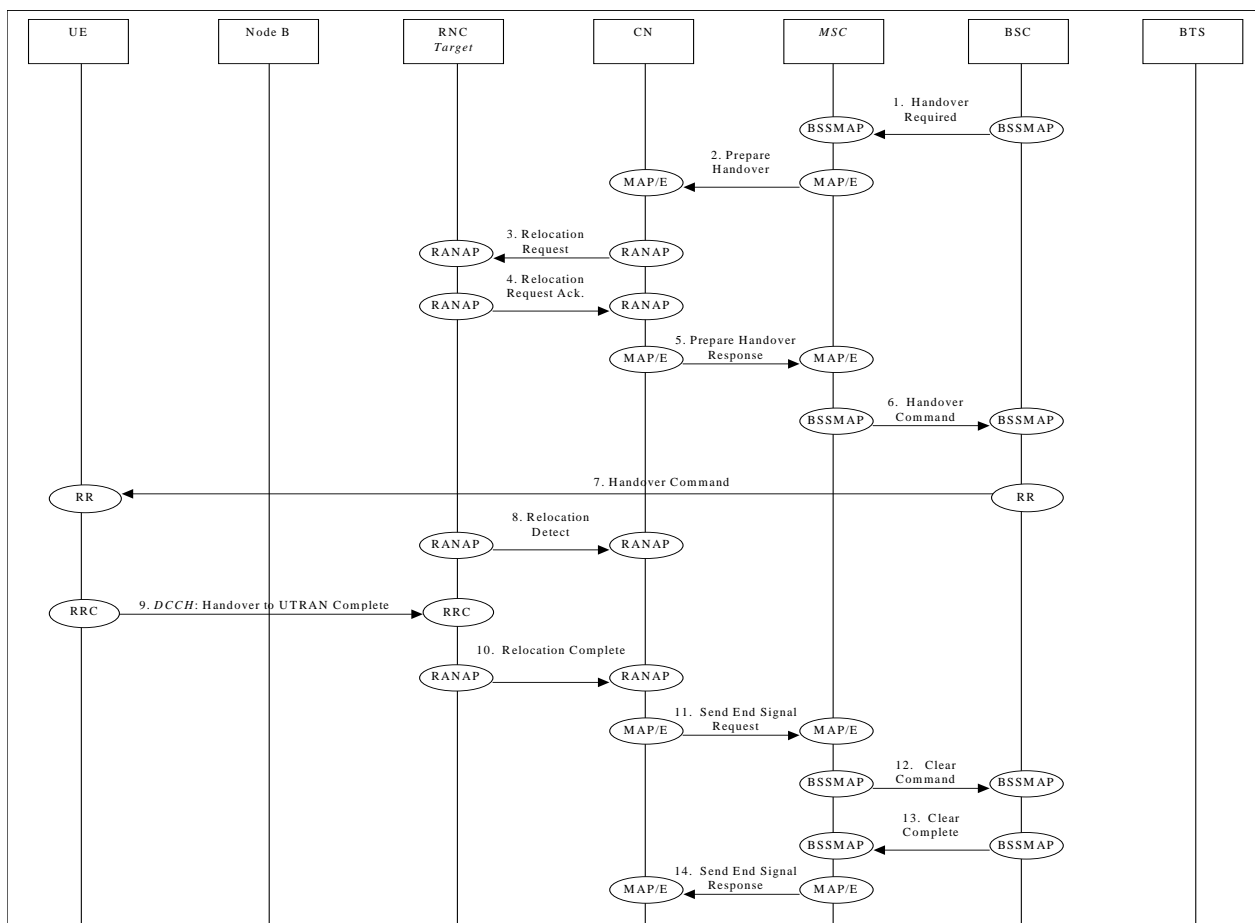 UE
Node B
RNC
Target
CN
MSC
BSC
BTS
1. Handover
Required
BSSMAP
BSSMAP
2. Prepare
Handover
MAP/E
MAP/E
3. Relocation
Request
RANAP
RANAP
4. Relocation
Request Ack.
RANAP
RANAP
5. Prepare Handover
Response
MAP/E
MAP/E
6. Handover
Command
BSSMAP
BSSMAP
7. Handover Command
RR
RR
8. Relocation
Detect
RANAP
RANAP
9. DCCH: Handover to UTRAN Complete
RRC
RRC
10. Relocation Complete
RANAP
RANAP
11. Send End Signal
Request
MAP/E
MAP/E
12. Clear
Command
BSSMAP
BSSMAP
13. Clear
Complete
BSSMAP
BSSMAP
14. Send End Signal
Response
MAP/E
MAP/E